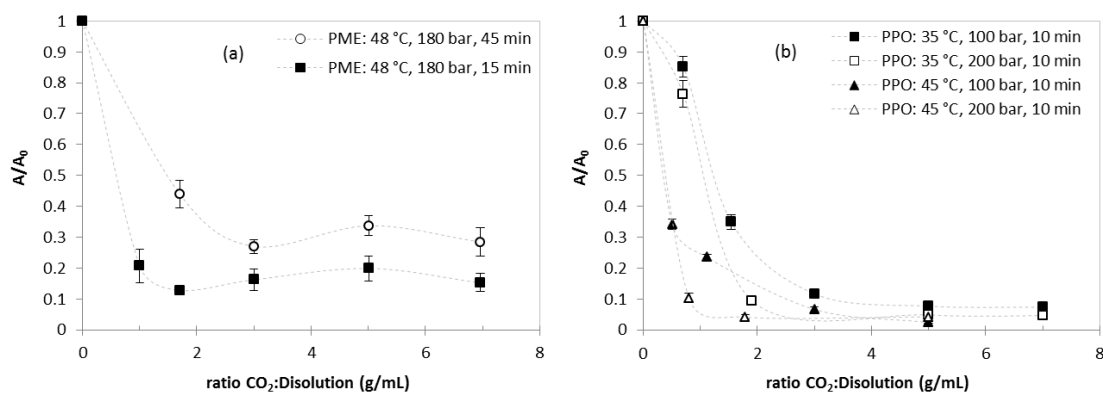 (a)
PME: 48 °C, 180 bar, 45 min
PME: 48 °C, 180 bar, 15 min
A/A₀
1
0.9
0.8
0.7
0.6
0.5
0.4
0.3
0.2
0.1
0
0 2 4 6 8
ratio CO₂:Disolution (g/mL)
(b)
PPO: 35 °C, 100 bar, 10 min
PPO: 35 °C, 200 bar, 10 min
PPO: 45 °C, 100 bar, 10 min
PPO: 45 °C, 200 bar, 10 min
A/A₀
1
0.9
0.8
0.7
0.6
0.5
0.4
0.3
0.2
0.1
0
0 2 4 6 8
ratio CO₂:Disolution (g/mL)